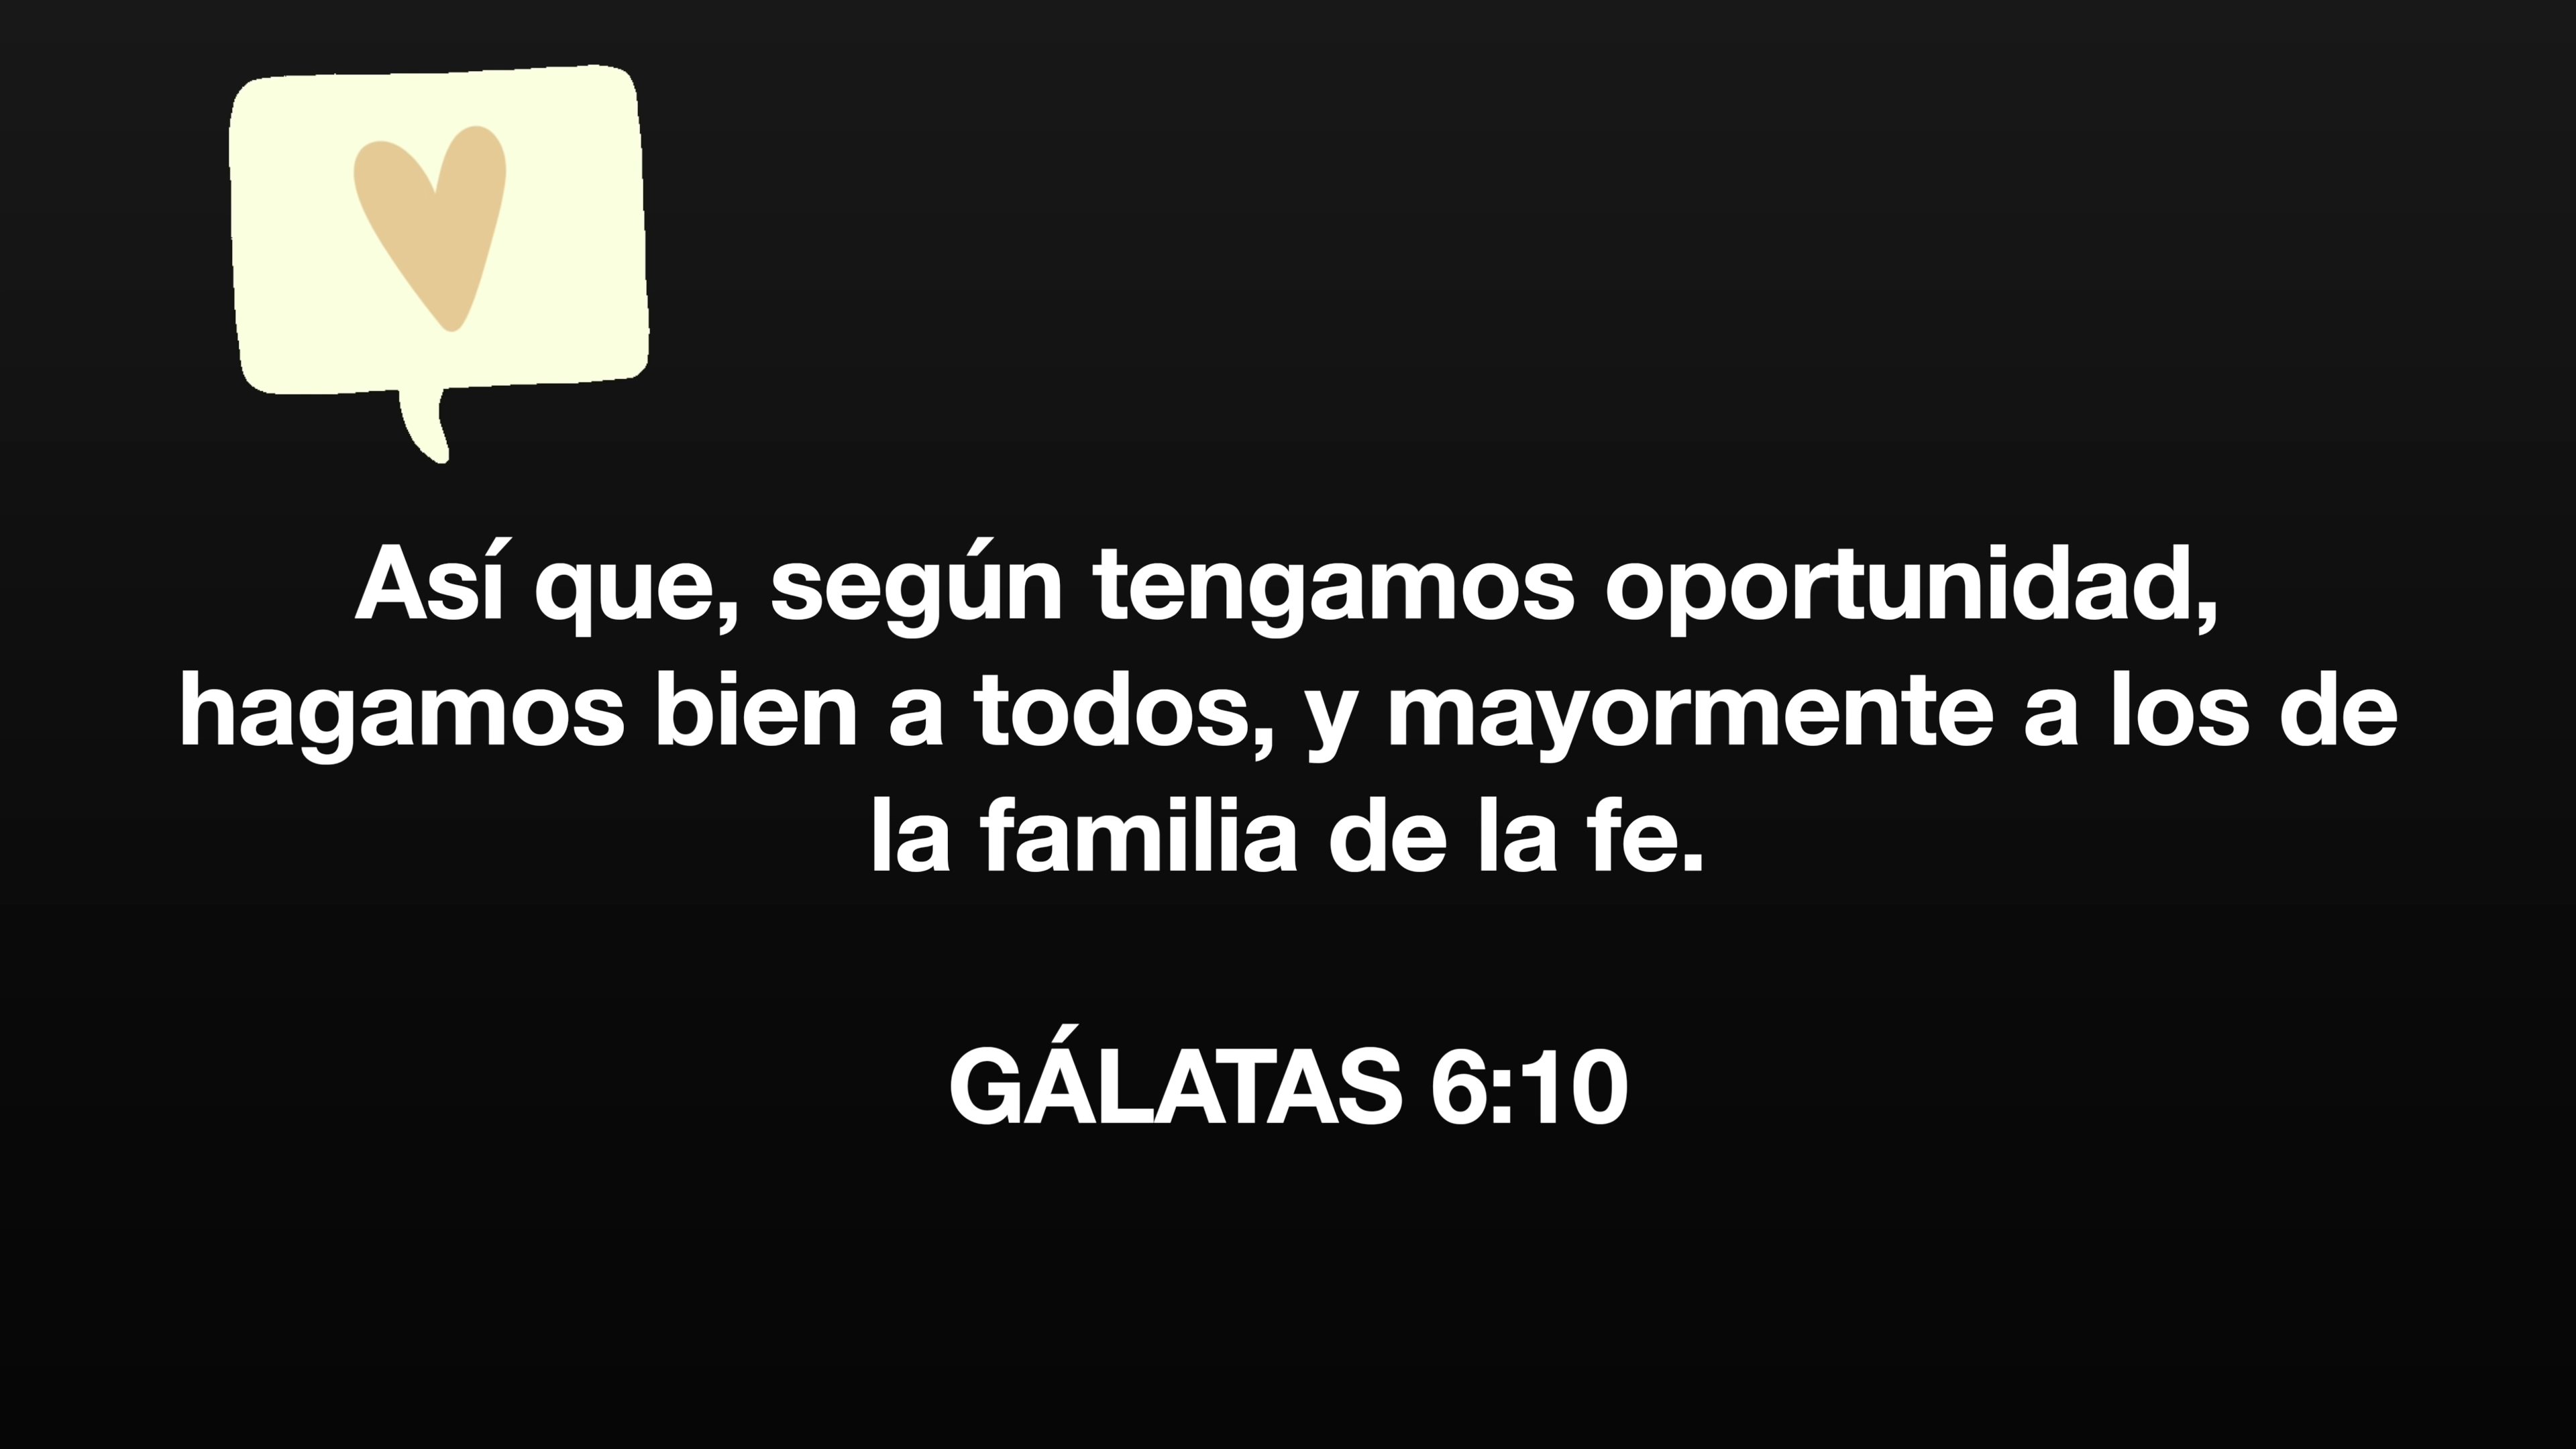 Así que, según tengamos oportunidad,
hagamos bien a todos, y mayormente a los de
la familia de la fe.
GÁLATAS 6:10